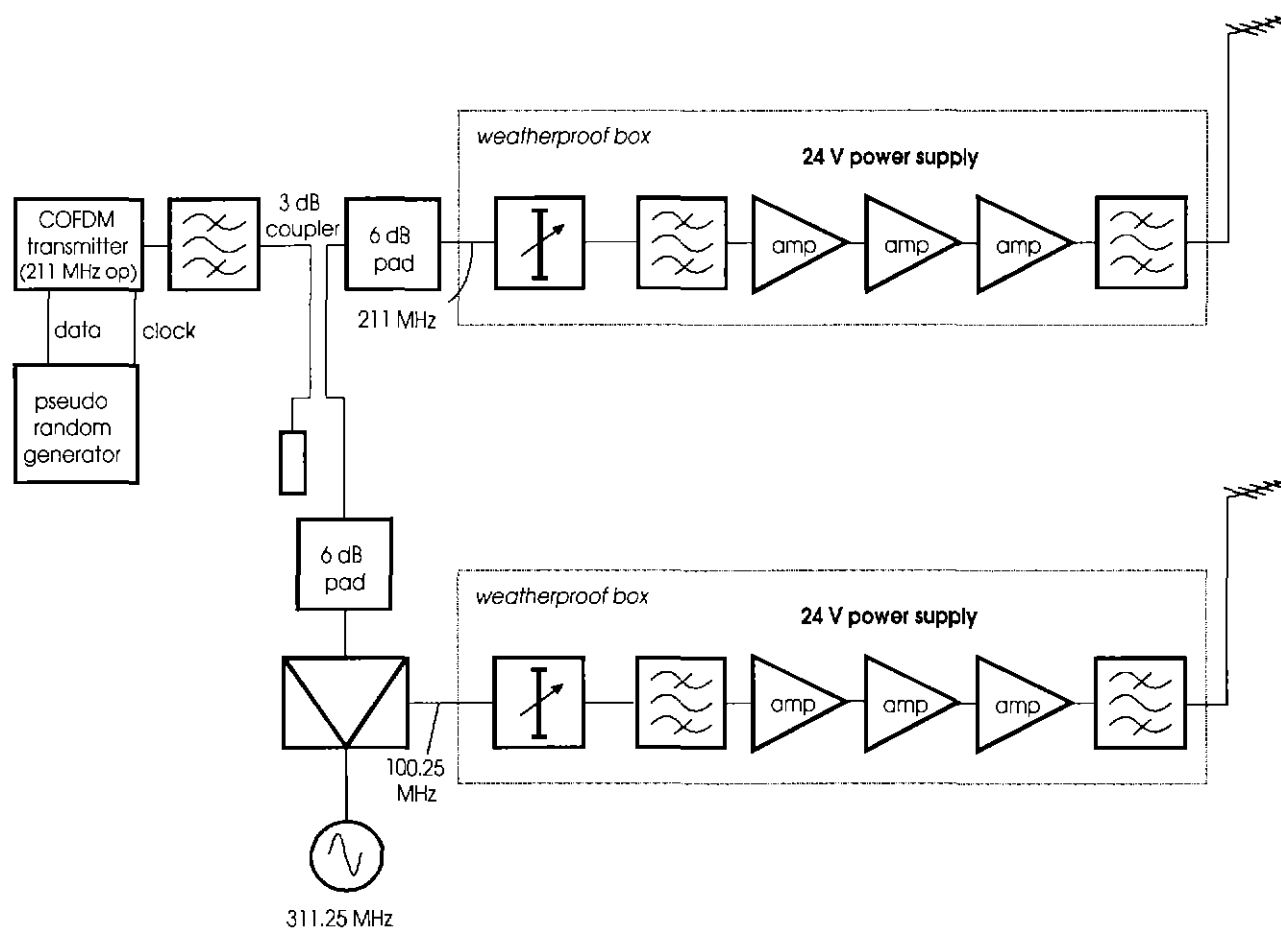 weatherproof box
24 V power supply
COFDM
transmitter
(211 MHz op)
3 dB
coupler
6 dB
pad
amp
amp
amp
211 MHz
data
clock
pseudo
random
generator
6 dB
pad
weatherproof box
24 V power supply
amp
amp
amp
100.25
MHz
311.25 MHz